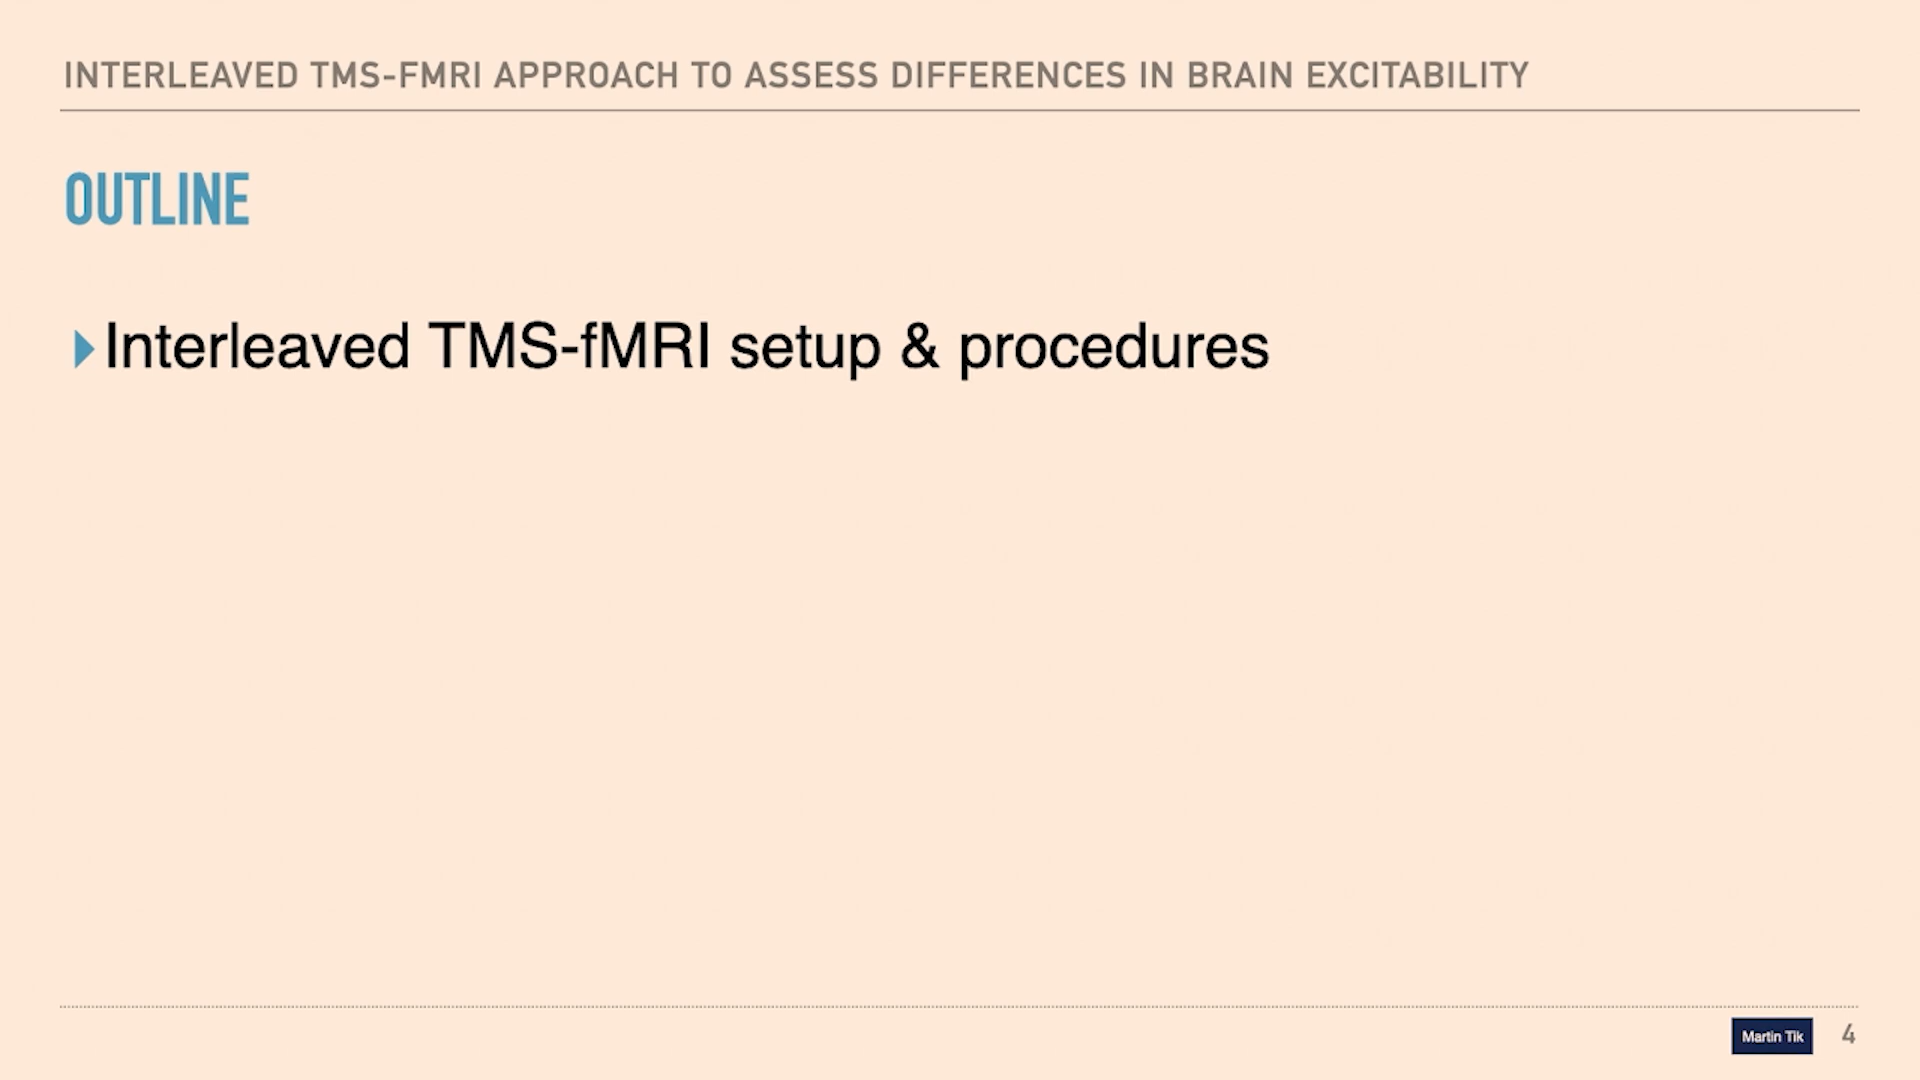 INTERLEAVED TMS-FMRI APPROACH TO ASSESS DIFFERENCES IN BRAIN EXCITABILITY
OUTLINE
Interleaved TMS-fMRI setup & procedures
Martin Tik
4